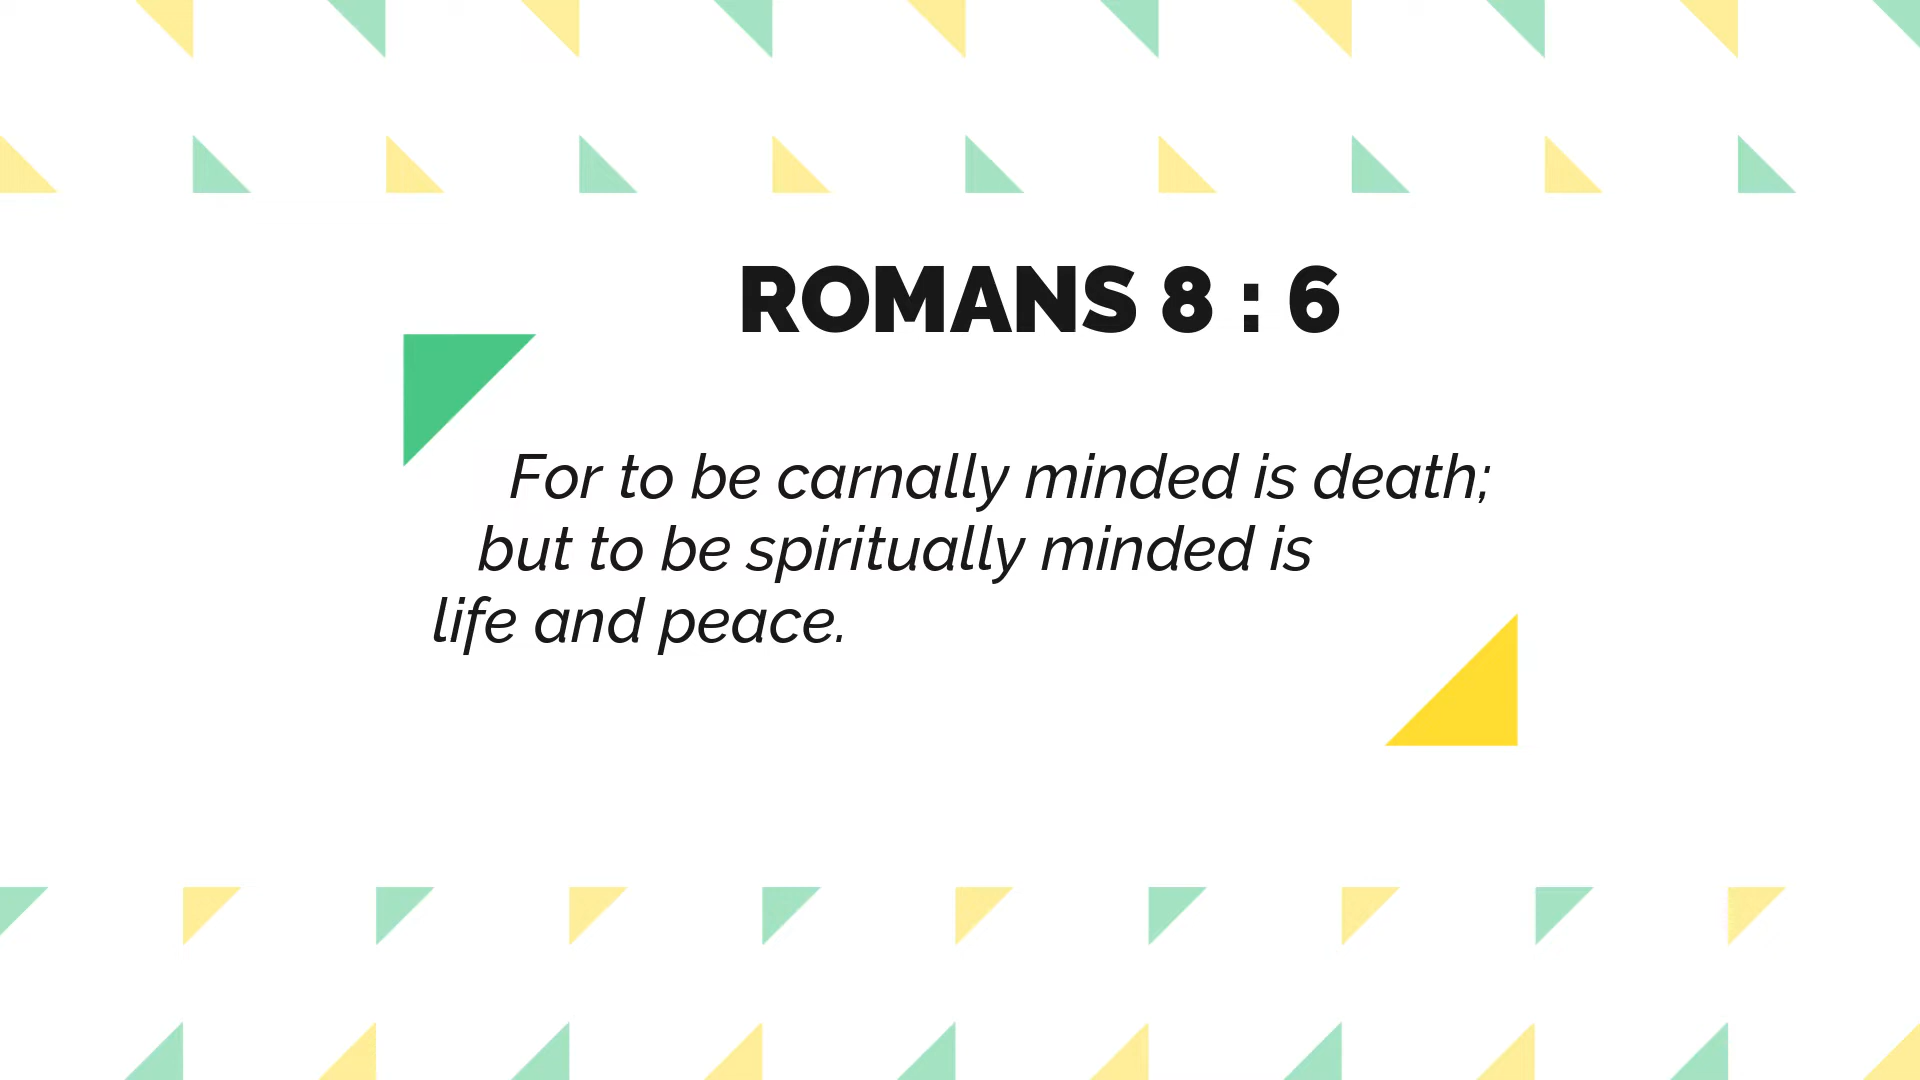 ROMANS 8 : 6
For to be carnally minded is death;
but to be spiritually minded is
life and peace.